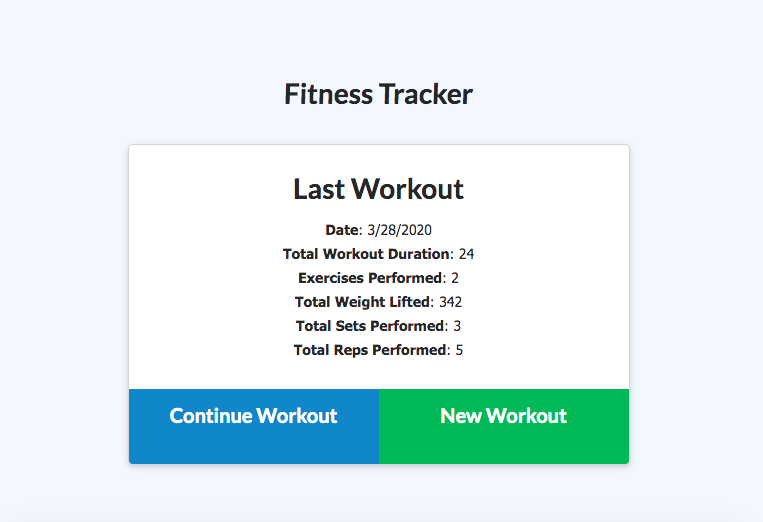 Fitness Tracker
Last Workout
Date: 3/28/2020
Total Workout Duration: 24
Exercises Performed: 2
Total Weight Lifted: 342
Total Sets Performed: 3
Total Reps Performed: 5
Continue Workout
New Workout